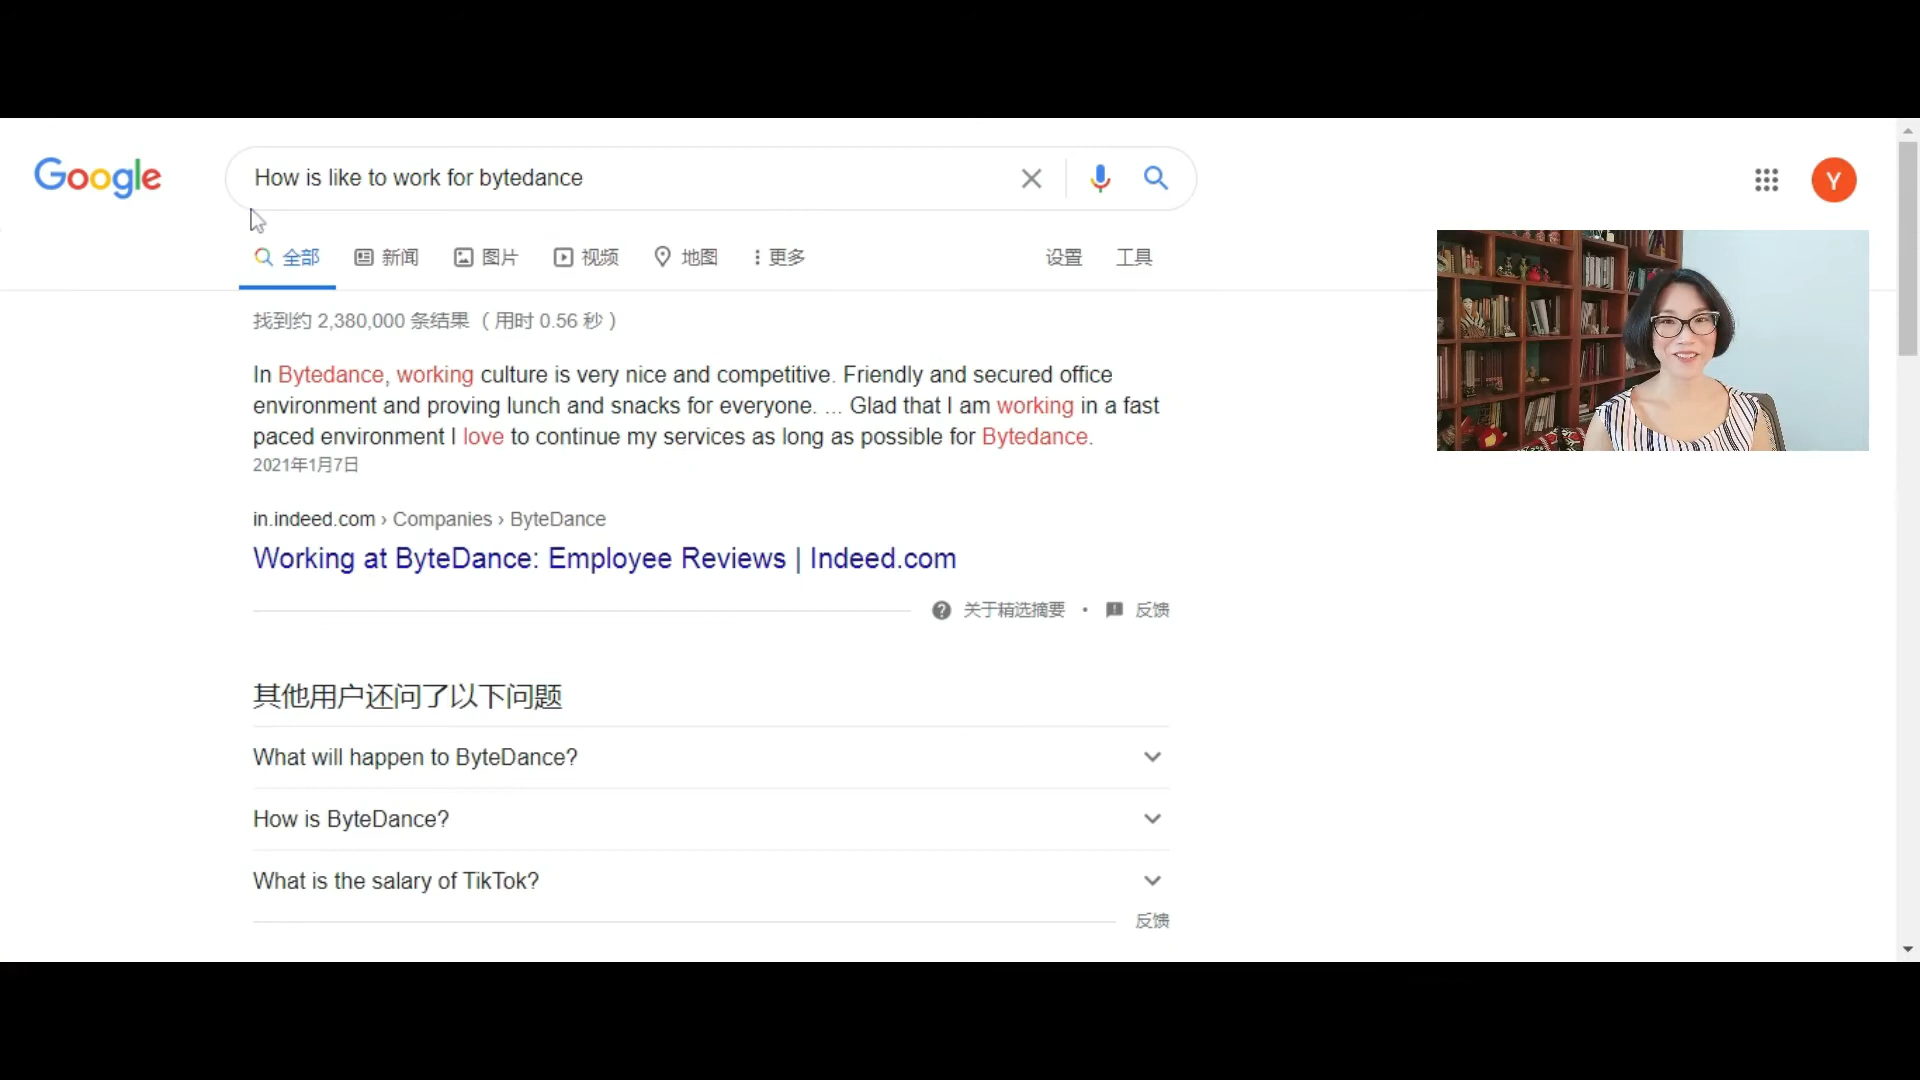 Google
How is like to work for bytedance
Y
全部
新闻
图片
视频
地图
更多
设置
工具
找到约 2,380,000 条结果 （用时 0.56 秒）
In Bytedance, working culture is very nice and competitive. Friendly and secured office
environment and proving lunch and snacks for everyone. ... Glad that I am working in a fast
paced environment I love to continue my services as long as possible for Bytedance.
2021年1月7日
in.indeed.com › Companies › ByteDance
Working at ByteDance: Employee Reviews | Indeed.com
关于精选摘要 • 反馈
其他用户还问了以下问题
What will happen to ByteDance?
How is ByteDance?
What is the salary of TikTok?
反馈